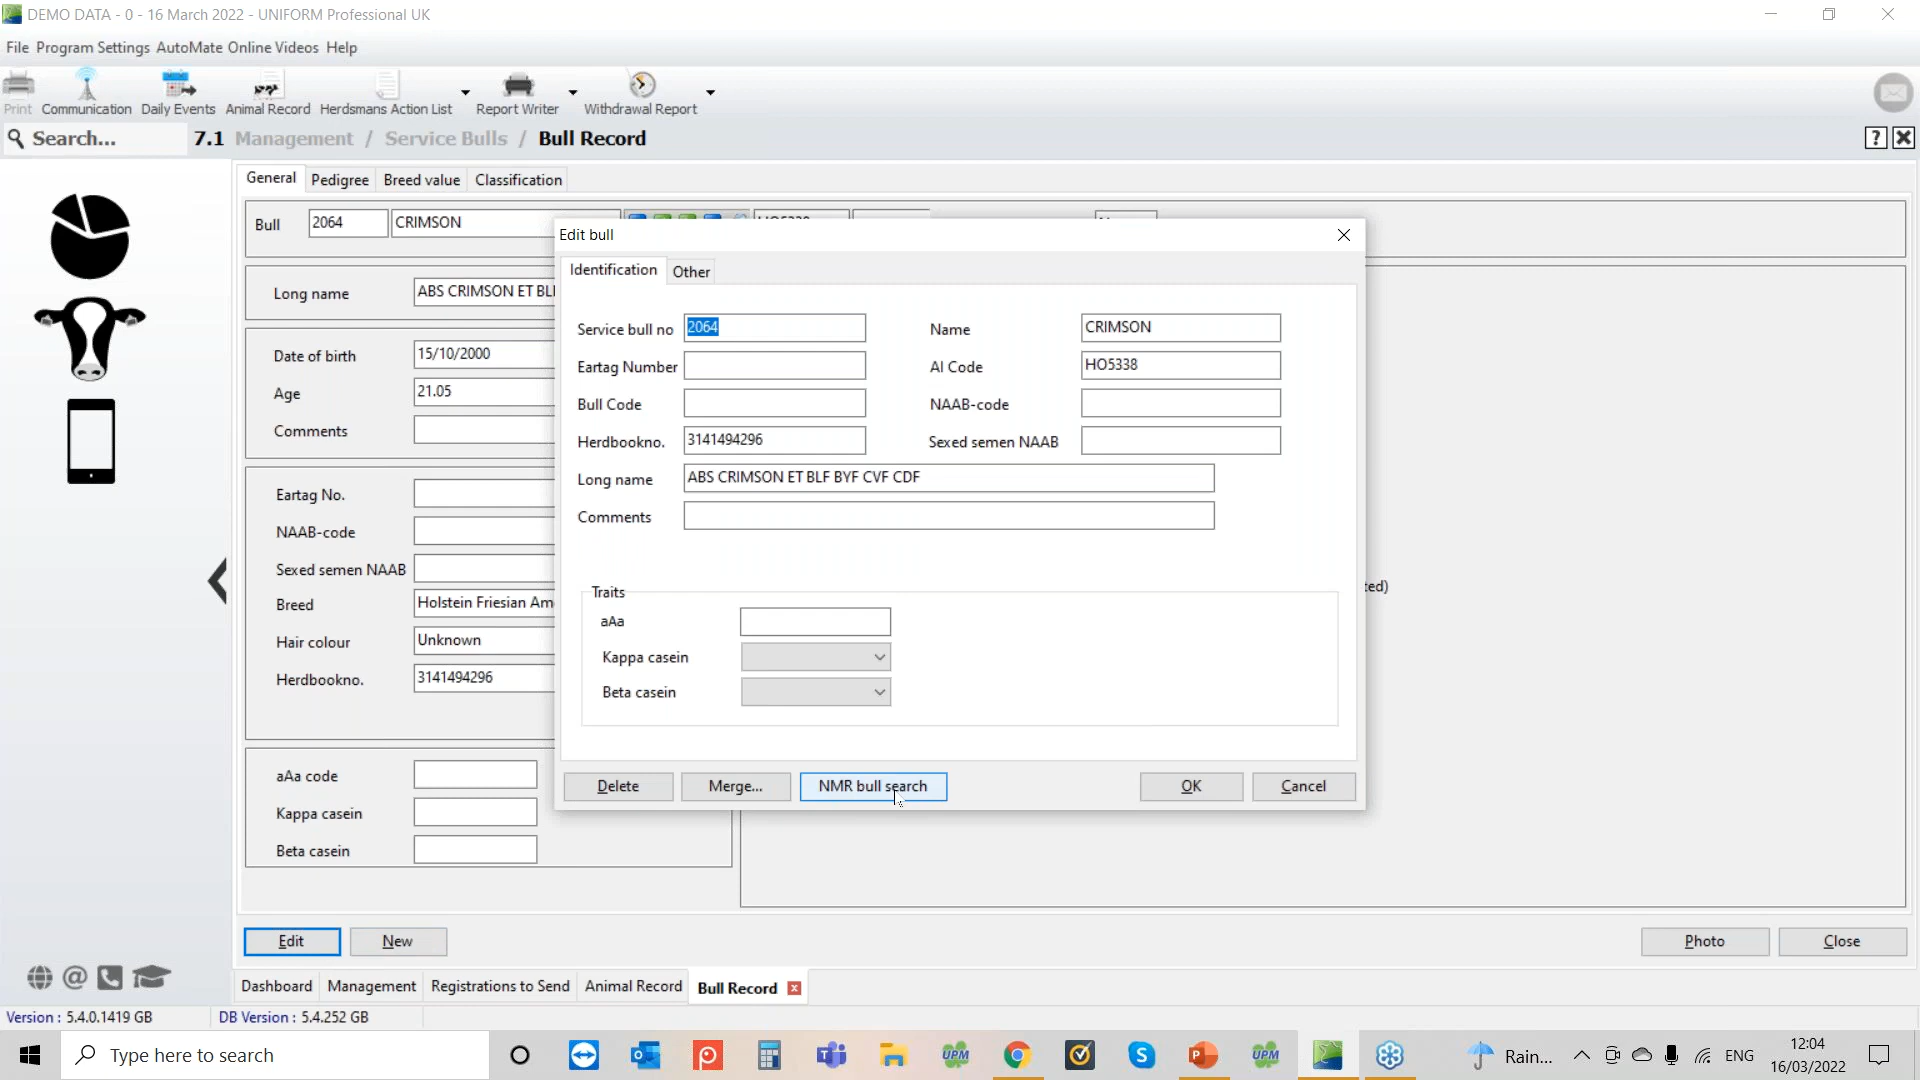 DEMO DATA - 0 - 16 March 2022 - UNIFORM Professional UK
File Program Settings AutoMate Online Videos Help
Print Communication Daily Events Animal Record Herdsmans Action List Report Writer Withdrawal Report
Search... 7.1 Management / Service Bulls / Bull Record
General Pedigree Breed value Classification
Bull 2064 CRIMSON
Edit bull
Identification Other
Long name ABS CRIMSON ET BL
Service bull no 2064 Name CRIMSON
Date of birth 15/10/2000
Eartag Number AI Code HO5338
Age 21.05
Bull Code NAAB-code
Comments
Herdbookno. 3141494296 Sexed semen NAAB
Long name ABS CRIMSON ET BLF BYF CVF CDF
Eartag No.
Comments
NAAB-code
Sexed semen NAAB
ted)
Traits
Breed Holstein Friesian Am
aAa
Hair colour Unknown
Kappa casein
Herdbookno. 3141494296
Beta casein
aAa code
Delete Merge... NMR bull search OK Cancel
Kappa casein
Beta casein
Edit New Photo Close
Dashboard Management Registrations to Send Animal Record Bull Record
Version : 5.4.0.1419 GB DB Version : 5.4.252 GB
Type here to search Rain... ENG 12:04
16/03/2022